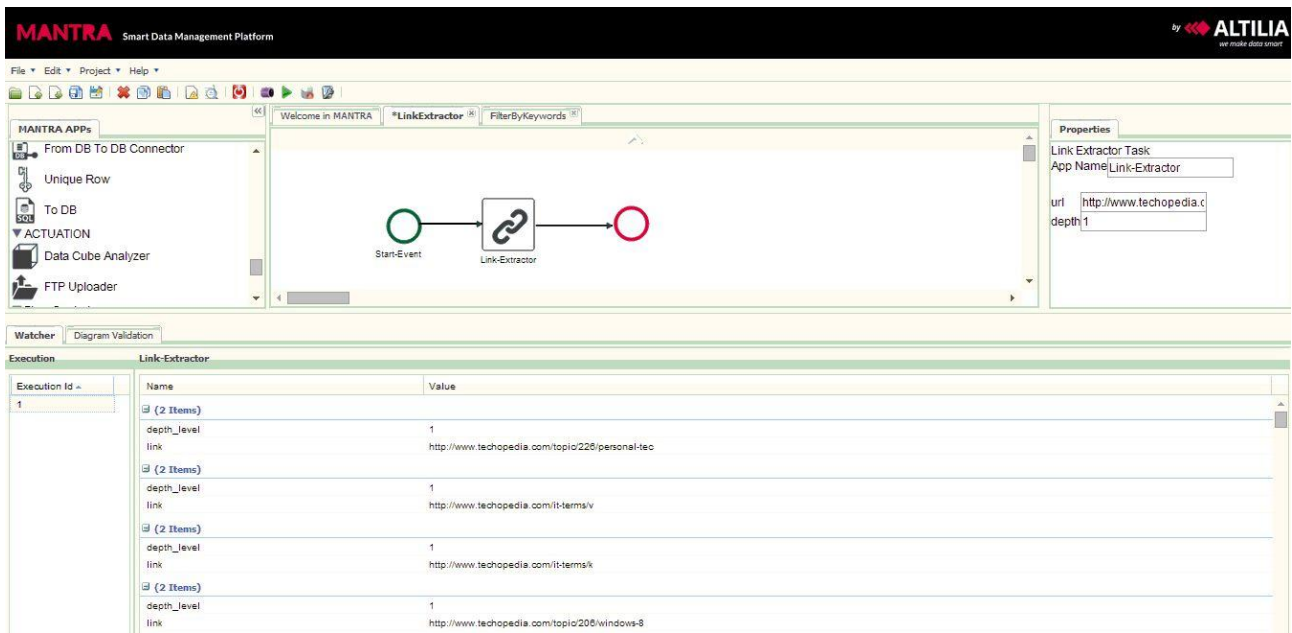 MANTRA Smart Data Management Platform
by ALTILIA
we make data smart
File Edit Project Help
MANTRA APPs
From DB To DB Connector
Unique Row
SQL
To DB
ACTUATION
Data Cube Analyzer
FTP Uploader
Welcome in MANTRA
*LinkExtractor
FilterByKeywords
Start-Event
Link-Extractor
Properties
Link Extractor Task
App Name Link-Extractor
url http://www.techopedia.c
depth 1
Watcher
Diagram Validation
Execution
Link-Extractor
Execution Id
1
Name Value
(2 Items)
depth_level 1
link http://www.techopedia.com/topic/226/personal-tec
(2 Items)
depth_level 1
link http://www.techopedia.com/it-terms/v
(2 Items)
depth_level 1
link http://www.techopedia.com/it-terms/k
(2 Items)
depth_level 1
link http://www.techopedia.com/topic/206/windows-8